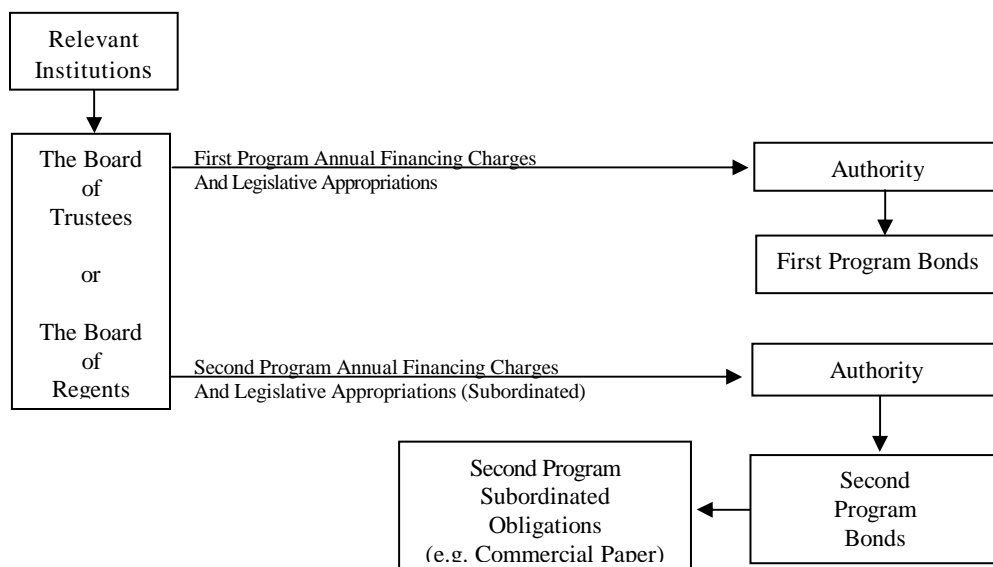 Relevant
Institutions
The Board
of
Trustees
or
The Board
of
Regents
First Program Annual Financing Charges
And Legislative Appropriations
Authority
First Program Bonds
Second Program Annual Financing Charges
And Legislative Appropriations (Subordinated)
Authority
Second
Program
Bonds
Second Program
Subordinated
Obligations
(e.g. Commercial Paper)